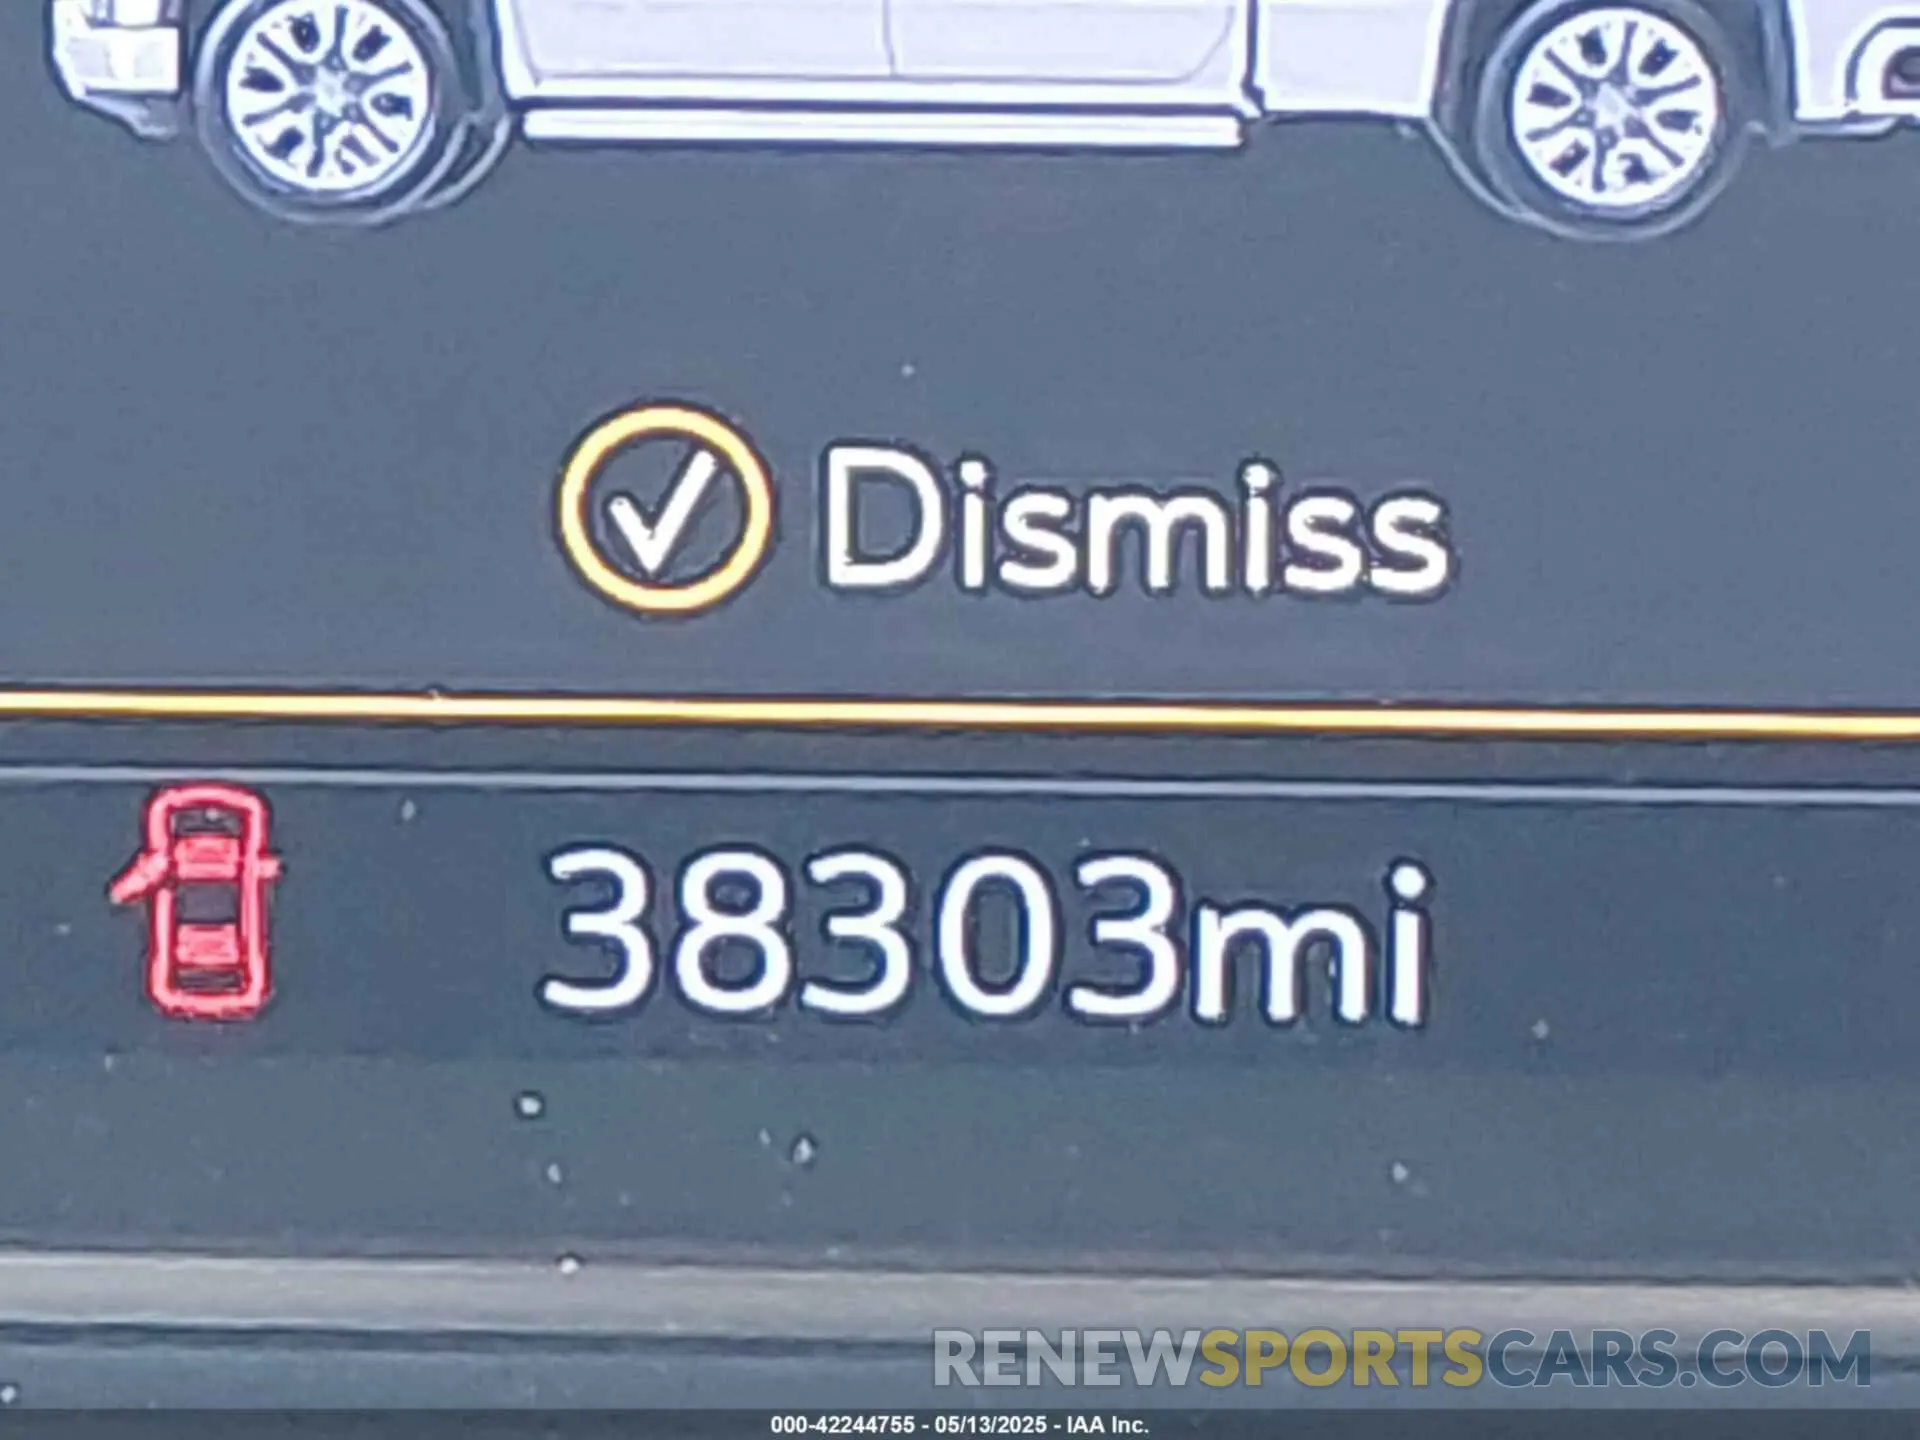 Dismiss
38303mi
RENEWSPORTSCARS.COM
000-42244755 - 05/13/2025 - IAA Inc.